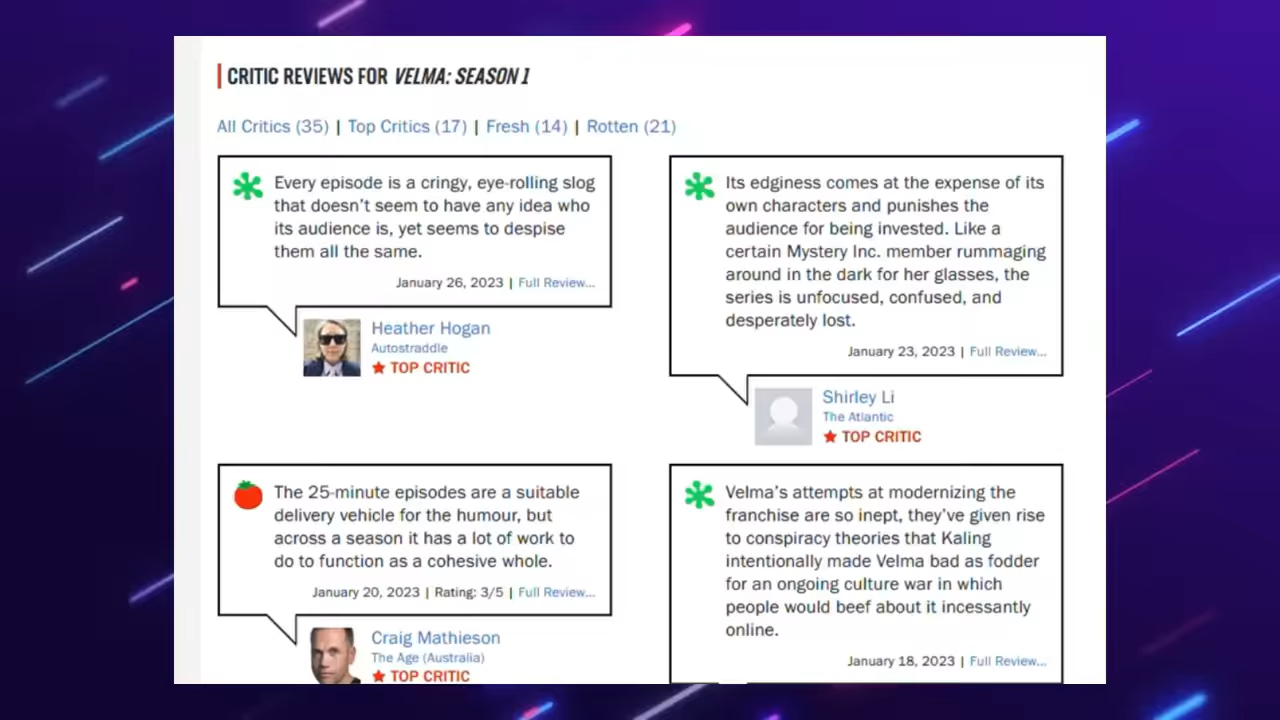 CRITIC REVIEWS FOR VELMA: SEASON 1
All Critics (35) | Top Critics (17) | Fresh (14) | Rotten (21)
Every episode is a cringy, eye-rolling slog
that doesn't seem to have any idea who
its audience is, yet seems to despise
them all the same.
January 26, 2023 | Full Review...
Heather Hogan
Autostraddle
TOP CRITIC
Its edginess comes at the expense of its
own characters and punishes the
audience for being invested. Like a
certain Mystery Inc. member rummaging
around in the dark for her glasses, the
series is unfocused, confused, and
desperately lost.
January 23, 2023 | Full Review...
Shirley Li
The Atlantic
TOP CRITIC
The 25-minute episodes are a suitable
delivery vehicle for the humour, but
across a season it has a lot of work to
do to function as a cohesive whole.
January 20, 2023 | Rating: 3/5 | Full Review...
Craig Mathieson
The Age (Australia)
TOP CRITIC
Velma's attempts at modernizing the
franchise are so inept, they've given rise
to conspiracy theories that Kaling
intentionally made Velma bad as fodder
for an ongoing culture war in which
people would beef about it incessantly
online.
January 18, 2023 | Full Review...